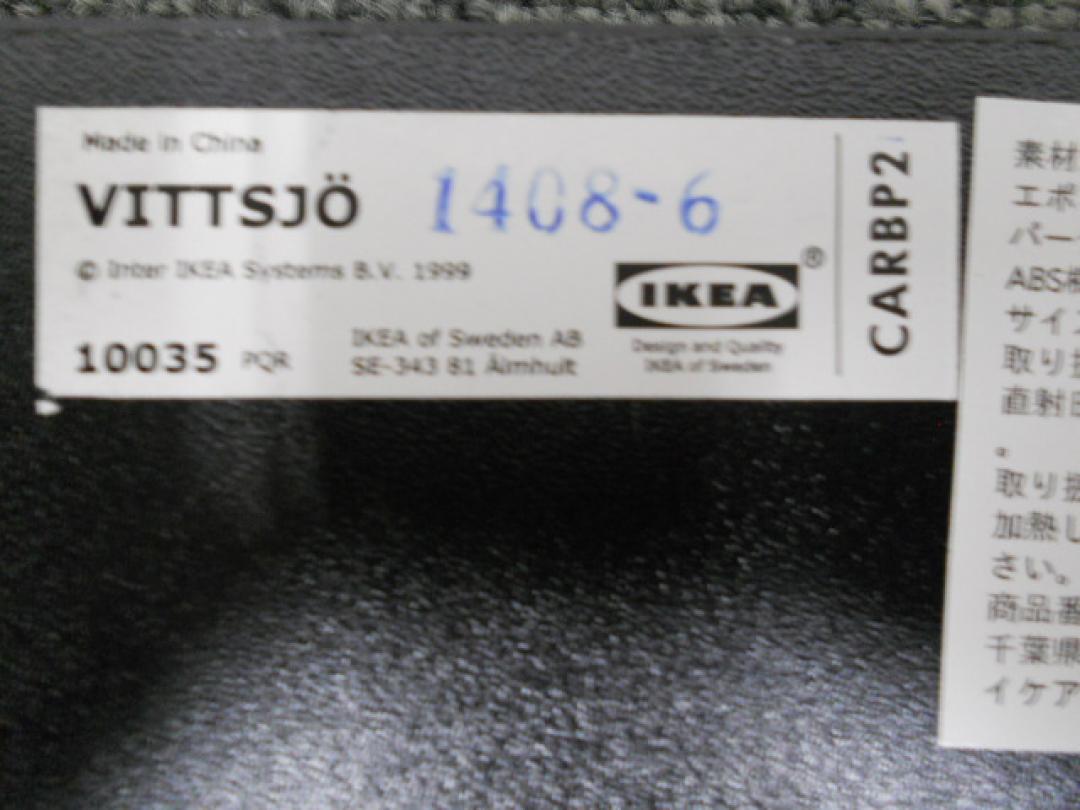 Made in China
VITTSJÖ 1408-6
© Inter IKEA Systems B.V. 1999
10035 PQR
IKEA of Sweden AB
SE-343 81 Älmhult
IKEA ®
Design and Quality
IKEA of Sweden
CARBP2
素材
エポ
パー
ABS
サイ
取り
直射
。
取り
加熱し
さい。
商品番
千葉県
イケア